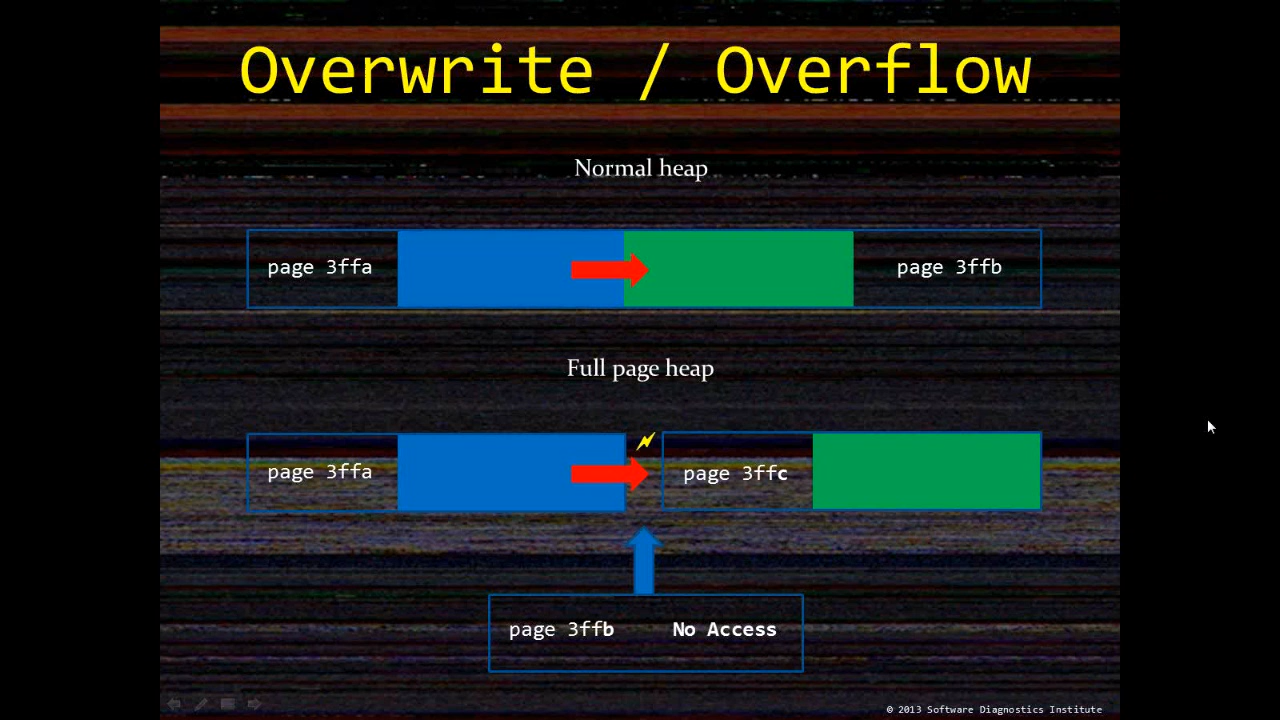 Overwrite / Overflow
Normal heap
page 3ffa
page 3ffb
Full page heap
page 3ffa
page 3ffc
page 3ffb No Access
© 2013 Software Diagnostics Institute